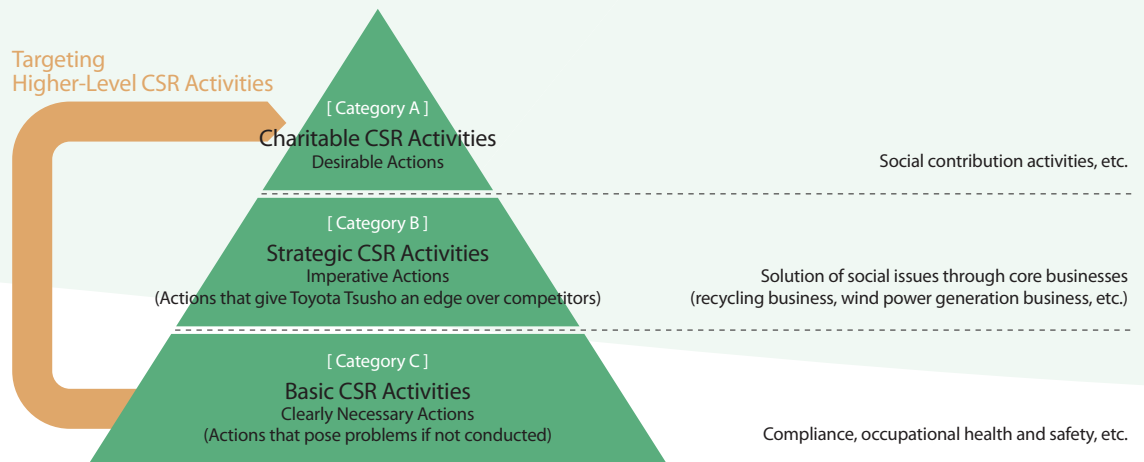 Targeting
Higher-Level CSR Activities
[ Category A ]
Charitable CSR Activities
Desirable Actions
Social contribution activities, etc.
[ Category B ]
Strategic CSR Activities
Imperative Actions
(Actions that give Toyota Tsusho an edge over competitors)
Solution of social issues through core businesses
(recycling business, wind power generation business, etc.)
[ Category C ]
Basic CSR Activities
Clearly Necessary Actions
(Actions that pose problems if not conducted)
Compliance, occupational health and safety, etc.